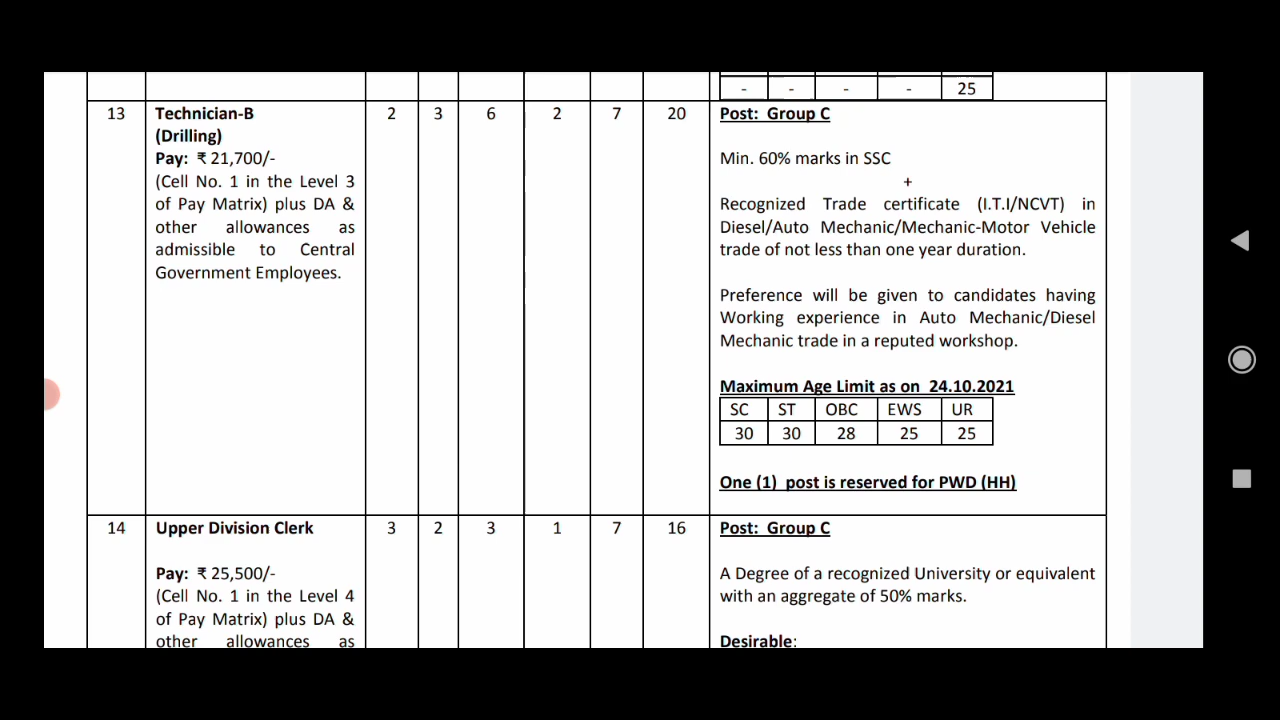 - - - - 25
13 Technician-B 2 3 6 2 7 20 Post: Group C
(Drilling)
Pay: ₹ 21,700/- Min. 60% marks in SSC
(Cell No. 1 in the Level 3 +
of Pay Matrix) plus DA & Recognized Trade certificate (I.T.I/NCVT) in
other allowances as Diesel/Auto Mechanic/Mechanic-Motor Vehicle
admissible to Central trade of not less than one year duration.
Government Employees.
Preference will be given to candidates having
Working experience in Auto Mechanic/Diesel
Mechanic trade in a reputed workshop.
Maximum Age Limit as on 24.10.2021
SC ST OBC EWS UR
30 30 28 25 25
One (1) post is reserved for PWD (HH)
14 Upper Division Clerk 3 2 3 1 7 16 Post: Group C
Pay: ₹ 25,500/- A Degree of a recognized University or equivalent
(Cell No. 1 in the Level 4 with an aggregate of 50% marks.
of Pay Matrix) plus DA &
other allowances as Desirable: